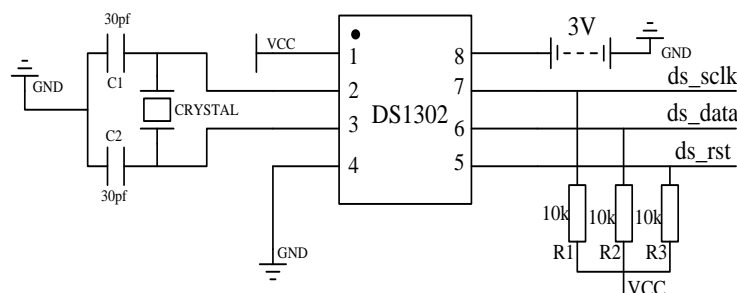 30pf
C1
GND
CRYSTAL
C2
30pf
VCC
1
2
3
4
DS1302
8
7
6
5
GND
3V
GND
ds_sclk
ds_data
ds_rst
10k
10k
10k
R1
R2
R3
VCC